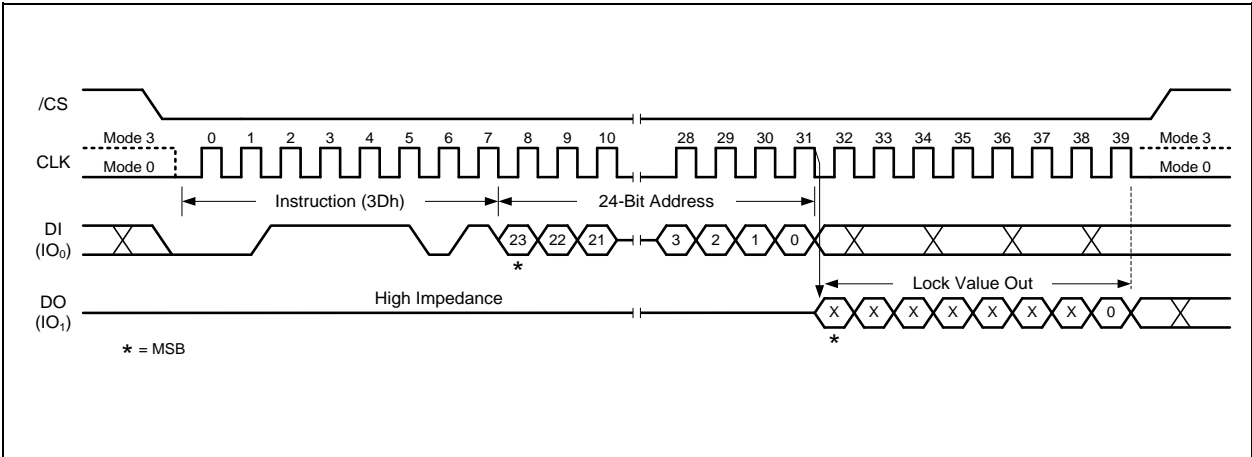 /CS
Mode 3 0 1 2 3 4 5 6 7 8 9 10 28 29 30 31 32 33 34 35 36 37 38 39 Mode 3
CLK
Mode 0 Mode 0
Instruction (3Dh) 24-Bit Address
DI
(IO₀)
23 22 21 3 2 1 0
*
Lock Value Out
DO
(IO₁)
High Impedance
X X X X X X X 0
*
* = MSB